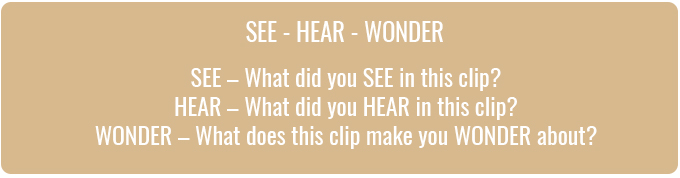 SEE - HEAR - WONDER
SEE – What did you SEE in this clip?
HEAR – What did you HEAR in this clip?
WONDER – What does this clip make you WONDER about?